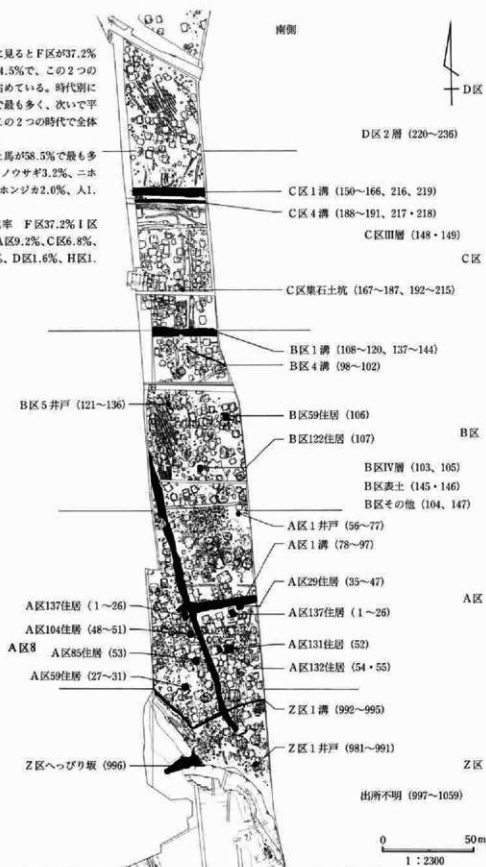 に見るとF区が37.2%
4.5%で、この2つの
占めている。時代別に
で最も多く、次いで平
この2つの時代で全体
馬が58.5%で最も多
ノウサギ3.2%、ニホ
ホンジカ2.0%、人1.
率 F区37.2% I区
A区9.2%、C区6.8%、
%、D区1.6%、H区1.
南側
D区
D区2層 (220~236)
C区1溝 (150~166, 216, 219)
C区4溝 (188~191, 217・218)
C区III層 (148・149)
C区
C区集石土坑 (167~187、192~215)
B区1溝 (108~120、137~144)
B区4溝 (98~102)
B区5井戸 (121~136)
B区59住居 (106)
B区
B区122住居 (107)
B区IV層 (103、105)
B区表土 (145・146)
B区その他 (104、147)
A区1井戸 (56~77)
A区1溝 (78~97)
A区29住居 (35~47)
A区
A区137住居 (1~26)
A区137住居 (1~26)
A区104住居 (48~51)
A区8
A区131住居 (52)
A区85住居 (53)
A区132住居 (54・55)
A区59住居 (27~31)
Z区1溝 (992~995)
Z区1井戸 (981~991)
Z区
Z区へっぴり坂 (996)
出所不明 (997~1059)
0 50m
1:2300